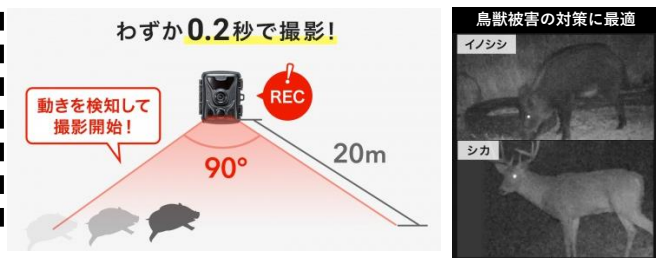 わずか0.2秒で撮影!
REC
動きを検知して
撮影開始!
90°
20m
鳥獣被害の対策に最適
イノシシ
シカ